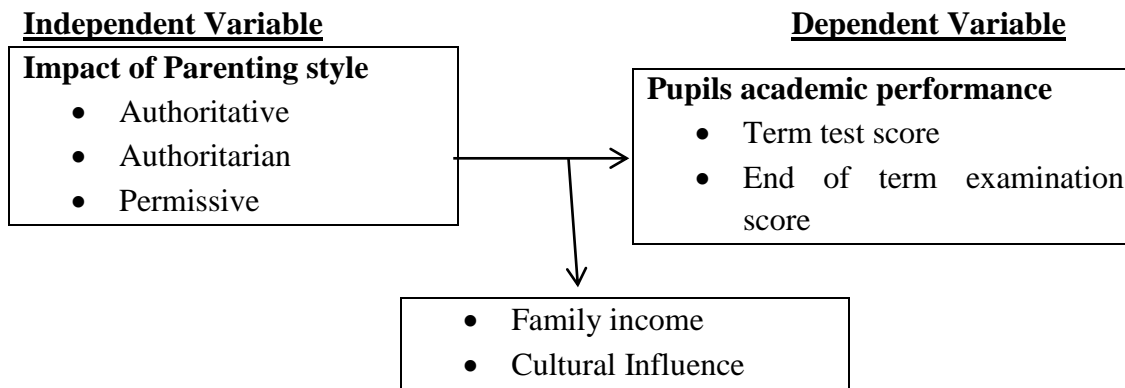 Independent Variable
Dependent Variable
Impact of Parenting style
• Authoritative
• Authoritarian
• Permissive
Pupils academic performance
• Term test score
• End of term examination
score
• Family income
• Cultural Influence